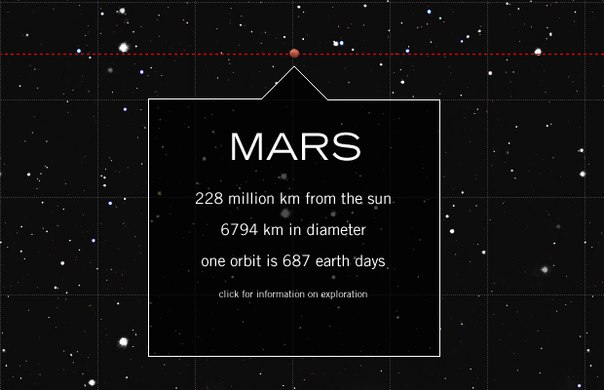 MARS
228 million km from the sun
6794 km in diameter
one orbit is 687 earth days
click for information on exploration